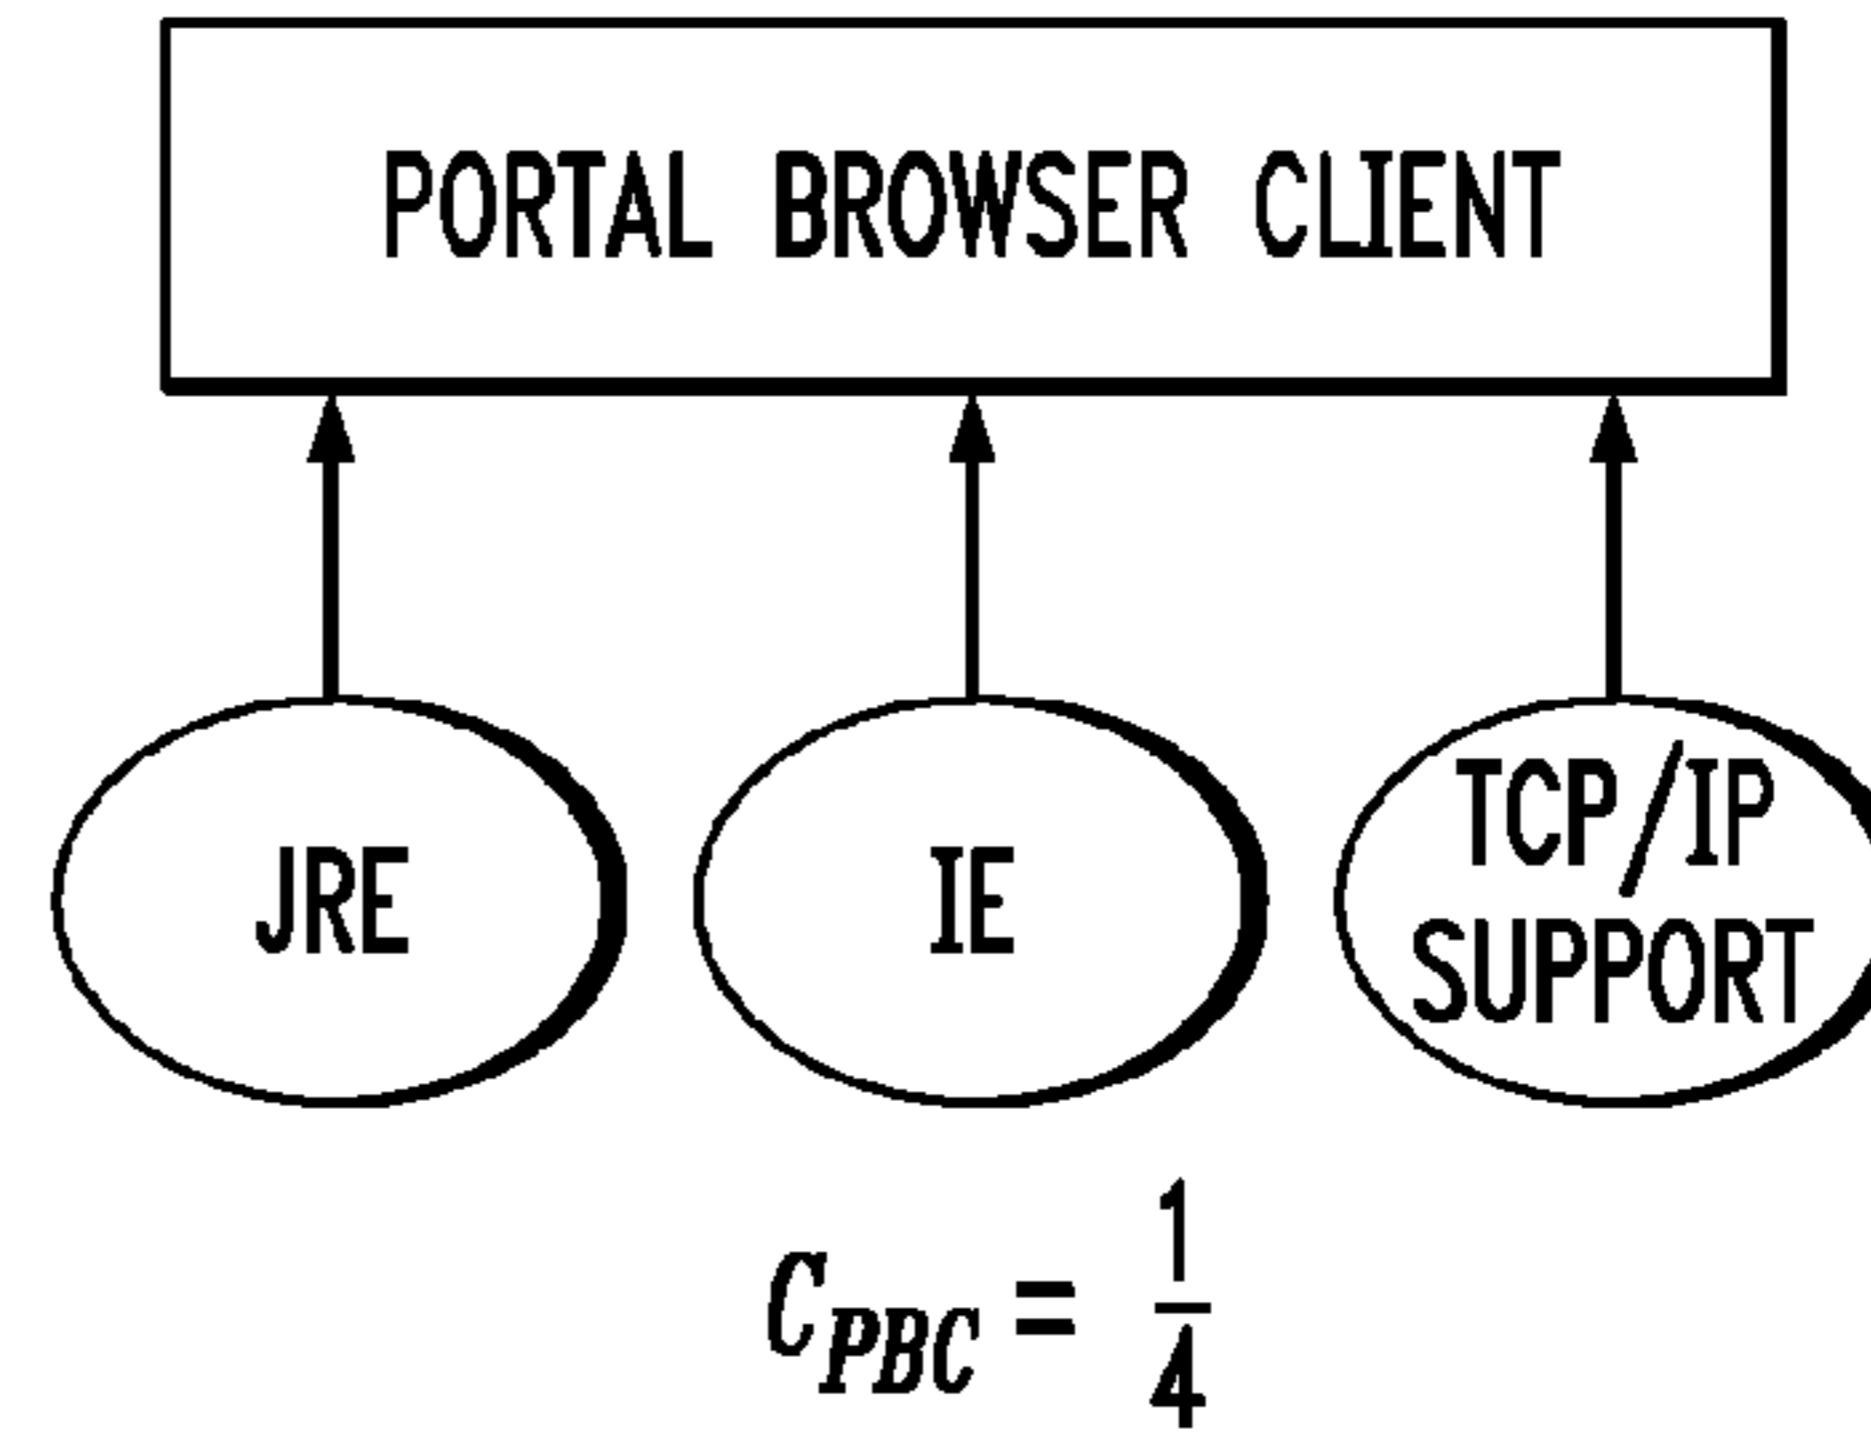 PORTAL BROWSER CLIENT
JRE
IE
TCP/IP
SUPPORT
C_PBC = 1/4